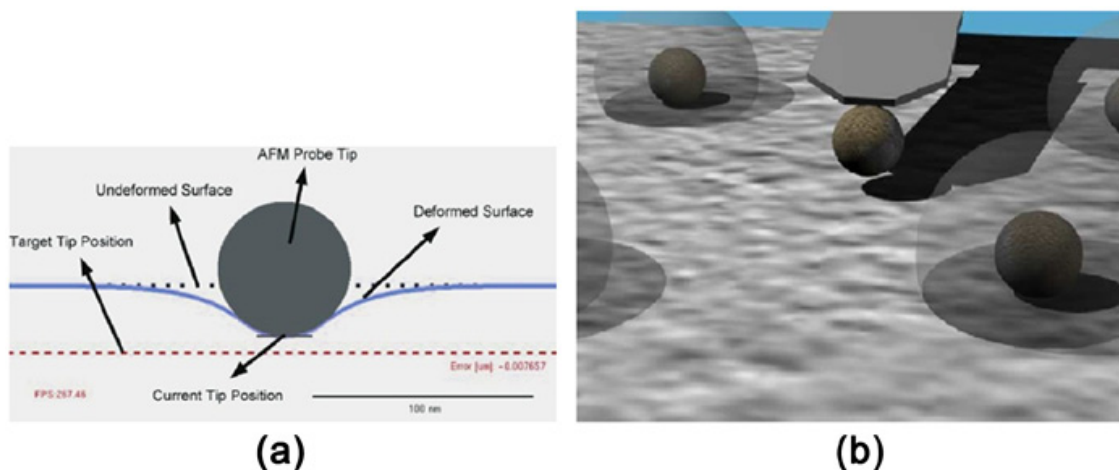 AFM Probe Tip
Undeformed Surface
Deformed Surface
Target Tip Position
Error [um] -0.007657
FPS:267.46
Current Tip Position
100 nm
(a)
(b)